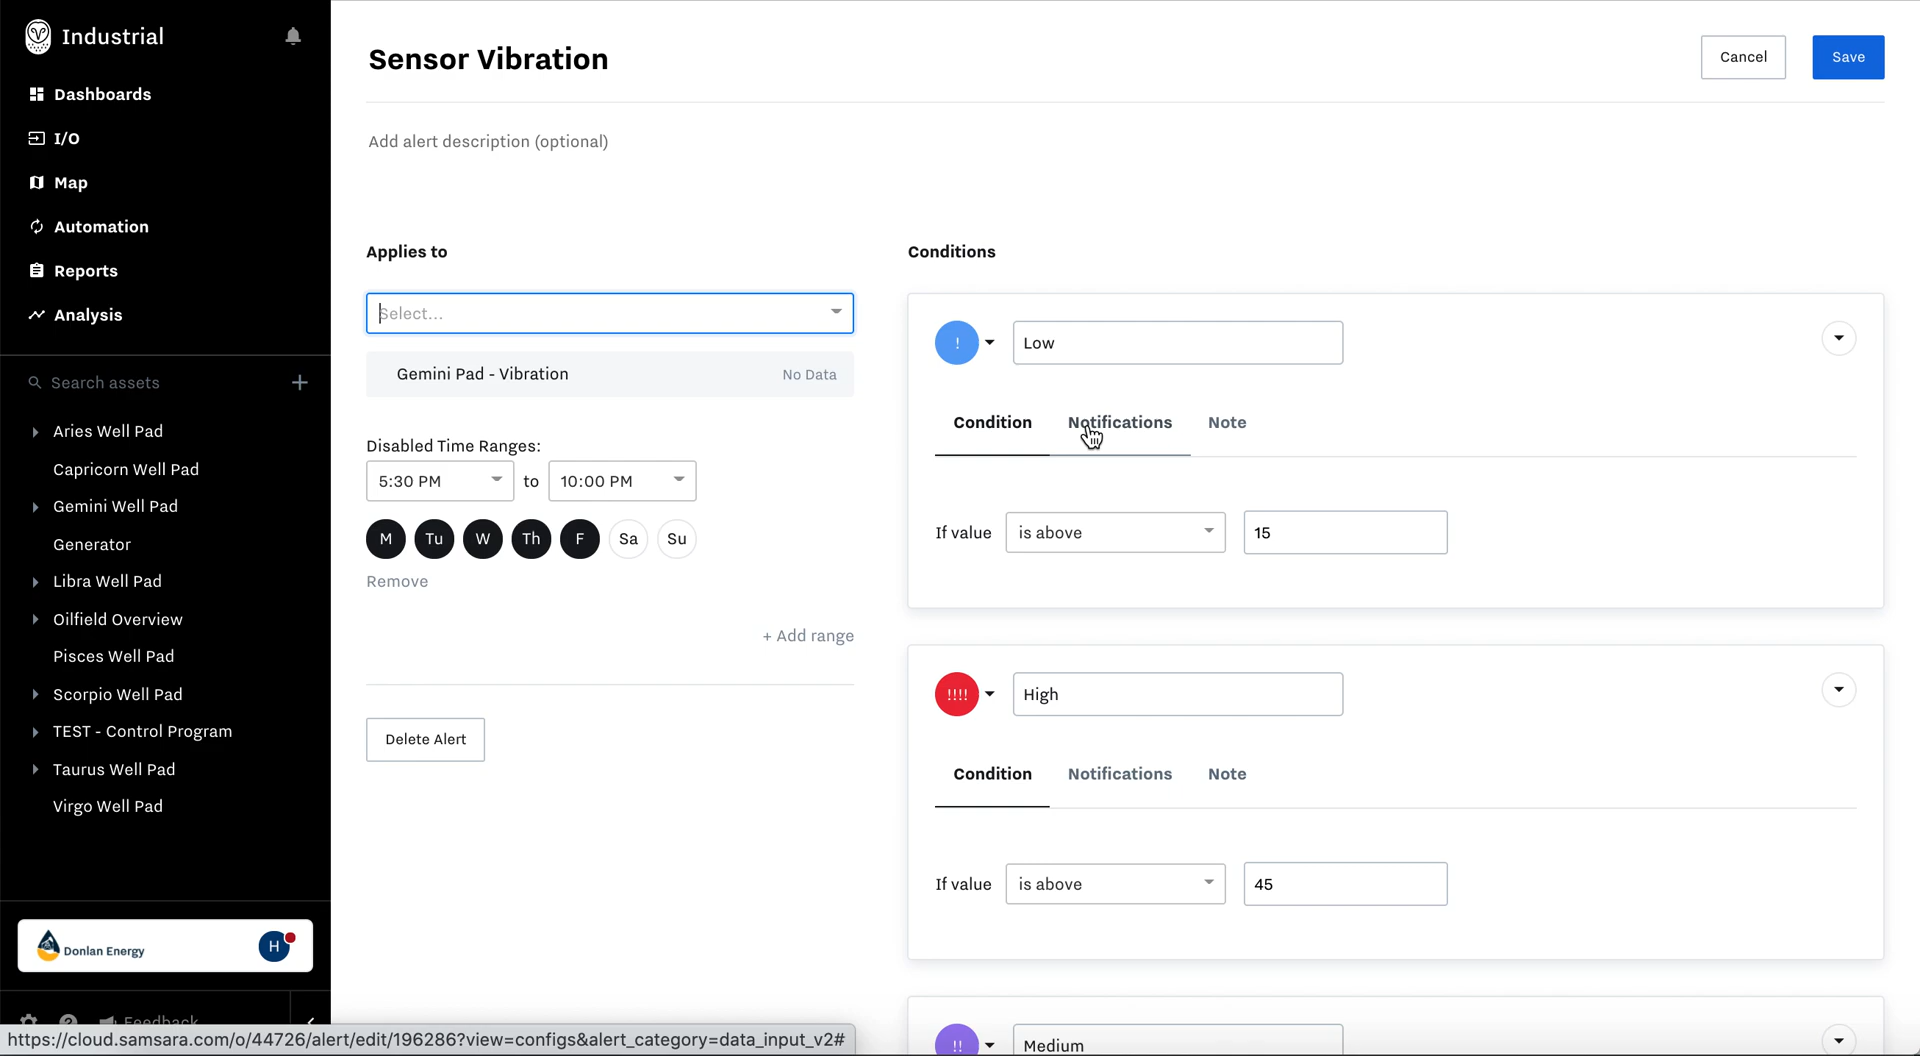 Industrial
Dashboards
I/O
Map
Automation
Reports
Analysis
Search assets
Aries Well Pad
Capricorn Well Pad
Gemini Well Pad
Generator
Libra Well Pad
Oilfield Overview
Pisces Well Pad
Scorpio Well Pad
TEST - Control Program
Taurus Well Pad
Virgo Well Pad
Donlan Energy
H
Feedback
https://cloud.samsara.com/o/44726/alert/edit/196286?view=configs&alert_category=data_input_v2#
Sensor Vibration
Cancel
Save
Add alert description (optional)
Applies to
Select...
Gemini Pad - Vibration No Data
Disabled Time Ranges:
5:30 PM to 10:00 PM
M Tu W Th F Sa Su
Remove
+ Add range
Delete Alert
Conditions
! Low
Condition Notifications Note
If value is above 15
!!!! High
Condition Notifications Note
If value is above 45
!! Medium